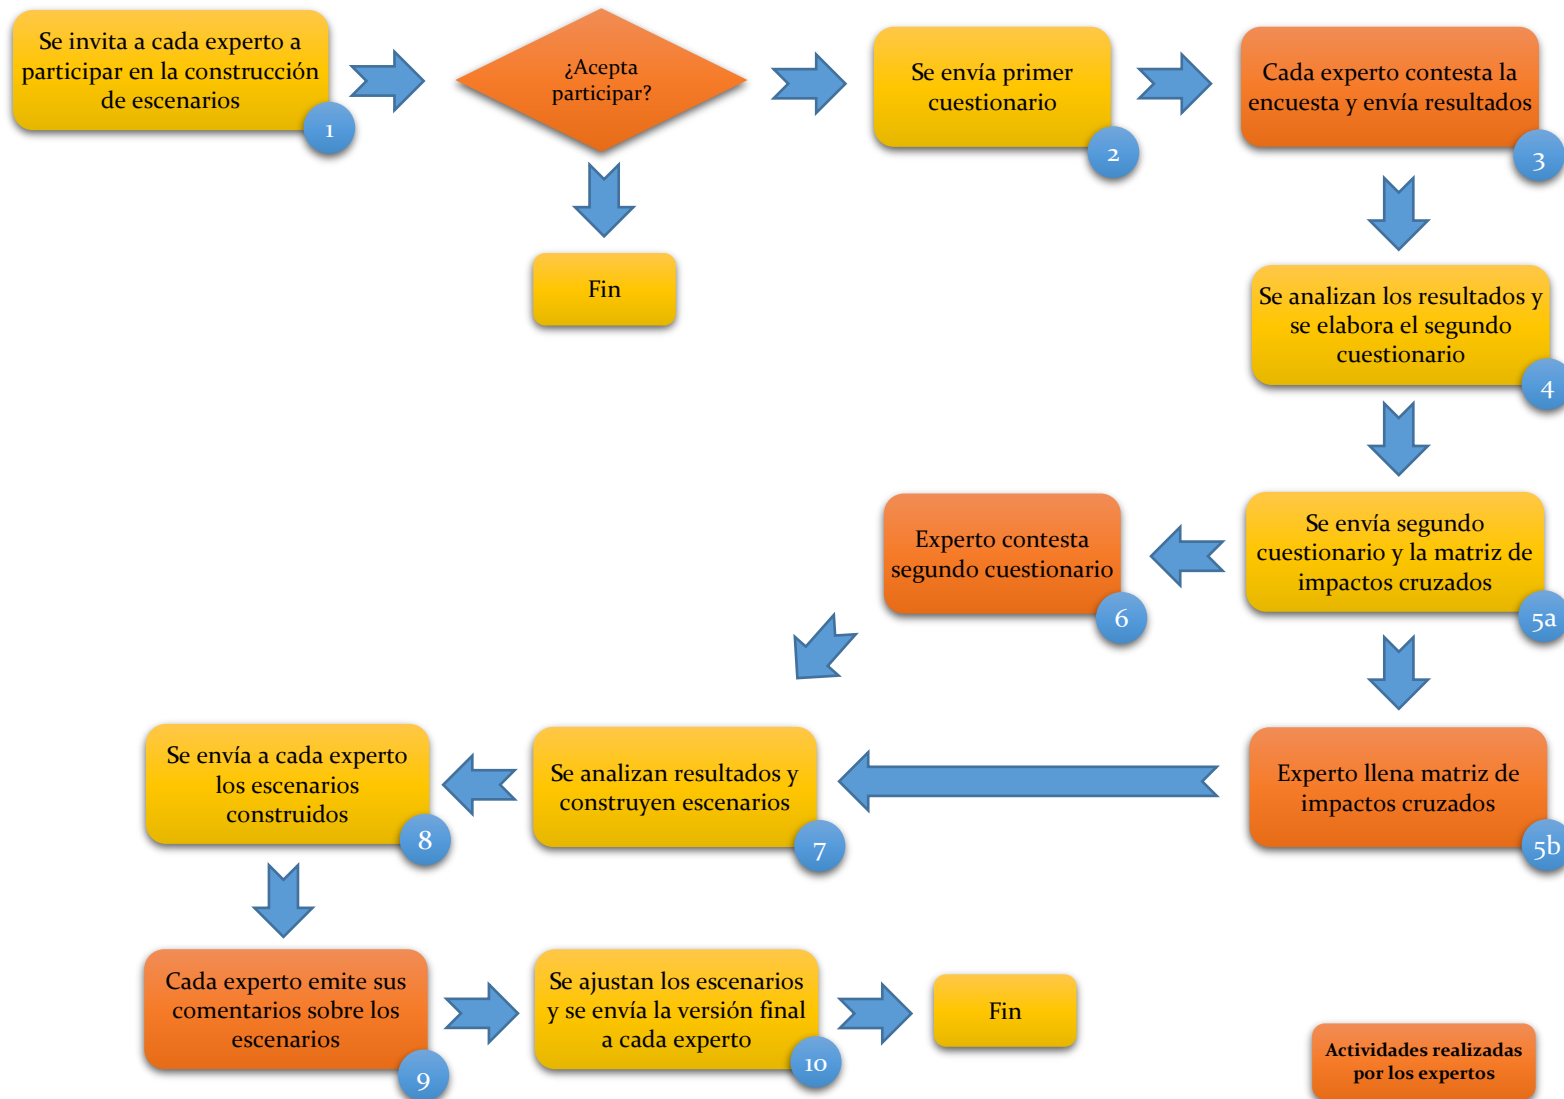 Se invita a cada experto a
participar en la construcción
de escenarios
1
¿Acepta
participar?
Se envía primer
cuestionario
2
Cada experto contesta la
encuesta y envía resultados
3
Fin
Se analizan los resultados y
se elabora el segundo
cuestionario
4
Se envía segundo
cuestionario y la matriz de
impactos cruzados
5a
Experto contesta
segundo cuestionario
6
Experto llena matriz de
impactos cruzados
5b
Se analizan resultados y
construyen escenarios
7
Se envía a cada experto
los escenarios
construidos
8
Cada experto emite sus
comentarios sobre los
escenarios
9
Se ajustan los escenarios
y se envía la versión final
a cada experto
10
Fin
Actividades realizadas
por los expertos